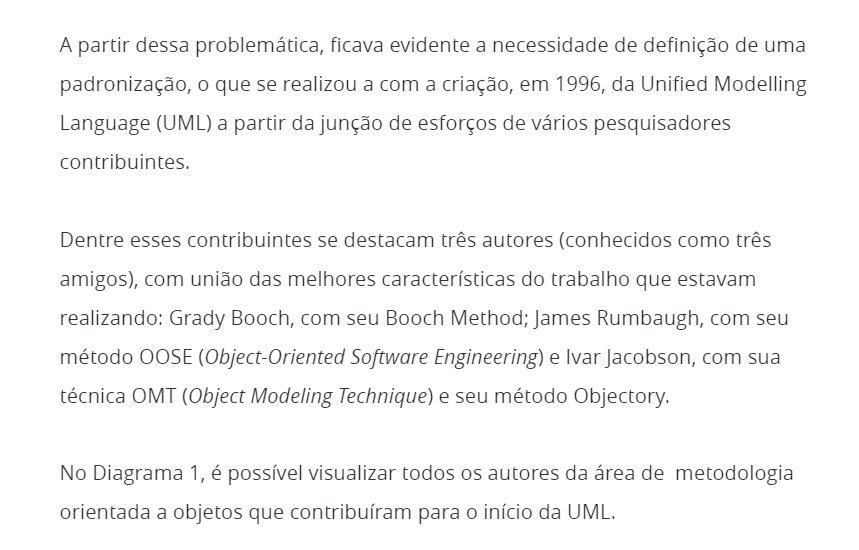 A partir dessa problemática, ficava evidente a necessidade de definição de uma
padronização, o que se realizou a com a criação, em 1996, da Unified Modelling
Language (UML) a partir da junção de esforços de vários pesquisadores
contribuintes.
Dentre esses contribuintes se destacam três autores (conhecidos como três
amigos), com união das melhores características do trabalho que estavam
realizando: Grady Booch, com seu Booch Method; James Rumbaugh, com seu
método OOSE (Object-Oriented Software Engineering) e Ivar Jacobson, com sua
técnica OMT (Object Modeling Technique) e seu método Objectory.
No Diagrama 1, é possível visualizar todos os autores da área de  metodologia
orientada a objetos que contribuíram para o início da UML.